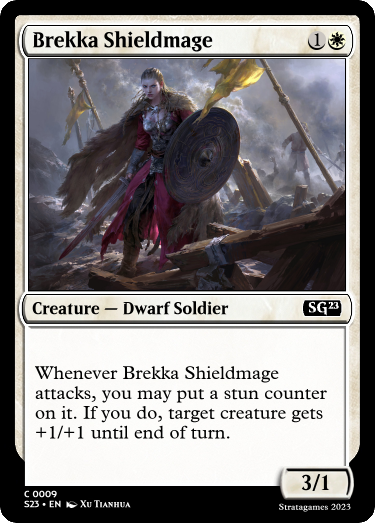 Brekka Shieldmage 1
Creature — Dwarf Soldier SG23
Whenever Brekka Shieldmage
attacks, you may put a stun counter
on it. If you do, target creature gets
+1/+1 until end of turn.
3/1
C 0009
S23 • EN Xu Tianhua
Stratagames 2023